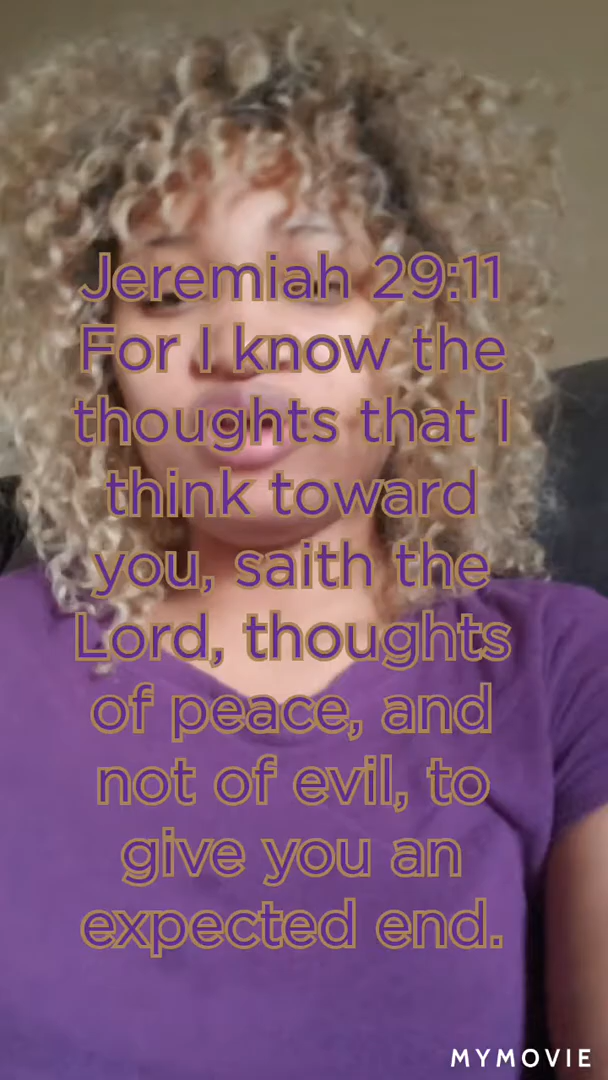 Jeremiah 29:11
For I know the
thoughts that I
think toward
you, saith the
Lord, thoughts
of peace, and
not of evil, to
give you an
expected end.
MYMOVIE